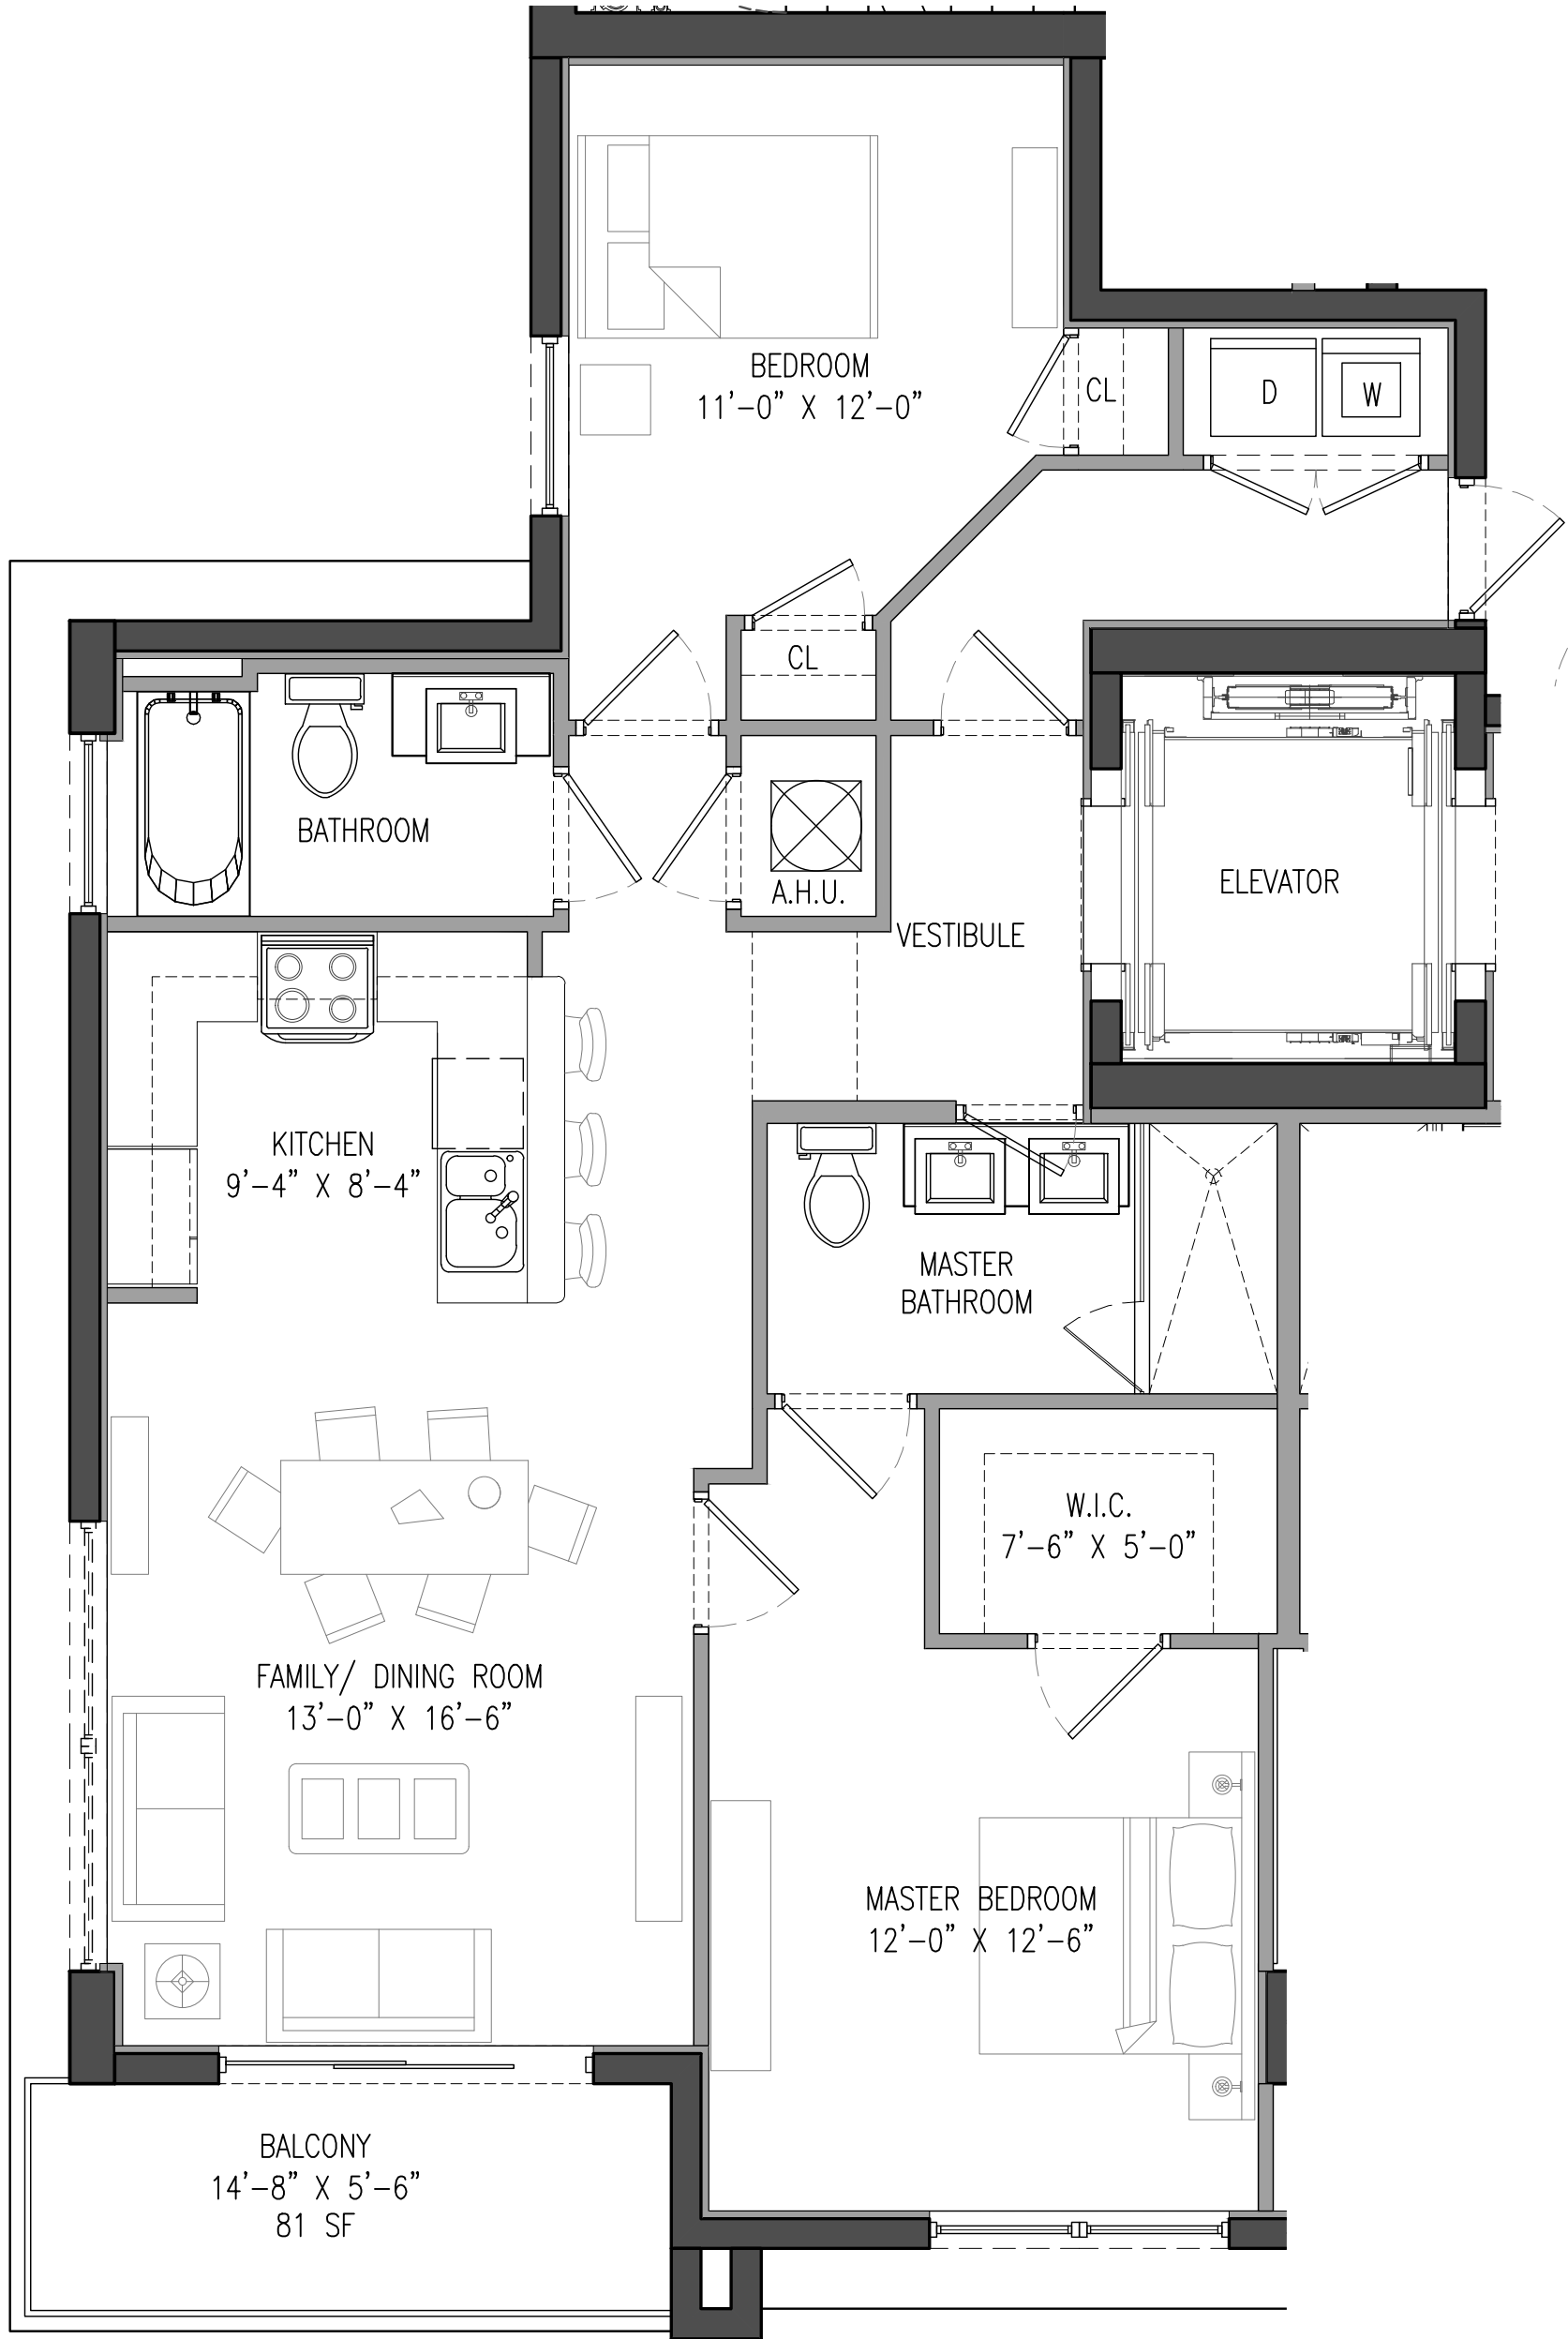 BEDROOM
11'-0" X 12'-0"
CL
D
W
CL
BATHROOM
A.H.U.
ELEVATOR
VESTIBULE
KITCHEN
9'-4" X 8'-4"
MASTER
BATHROOM
W.I.C.
7'-6" X 5'-0"
FAMILY/ DINING ROOM
13'-0" X 16'-6"
MASTER BEDROOM
12'-0" X 12'-6"
BALCONY
14'-8" X 5'-6"
81 SF